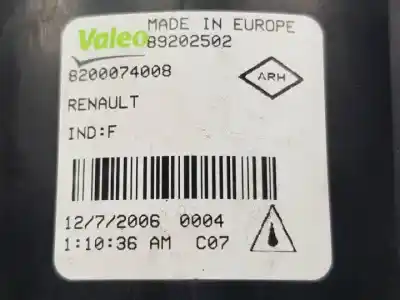 Valeo MADE IN EUROPE
89202502
8200074008
ARH
RENAULT
IND:F
12/7/2006 0004
1:10:36 AM C07